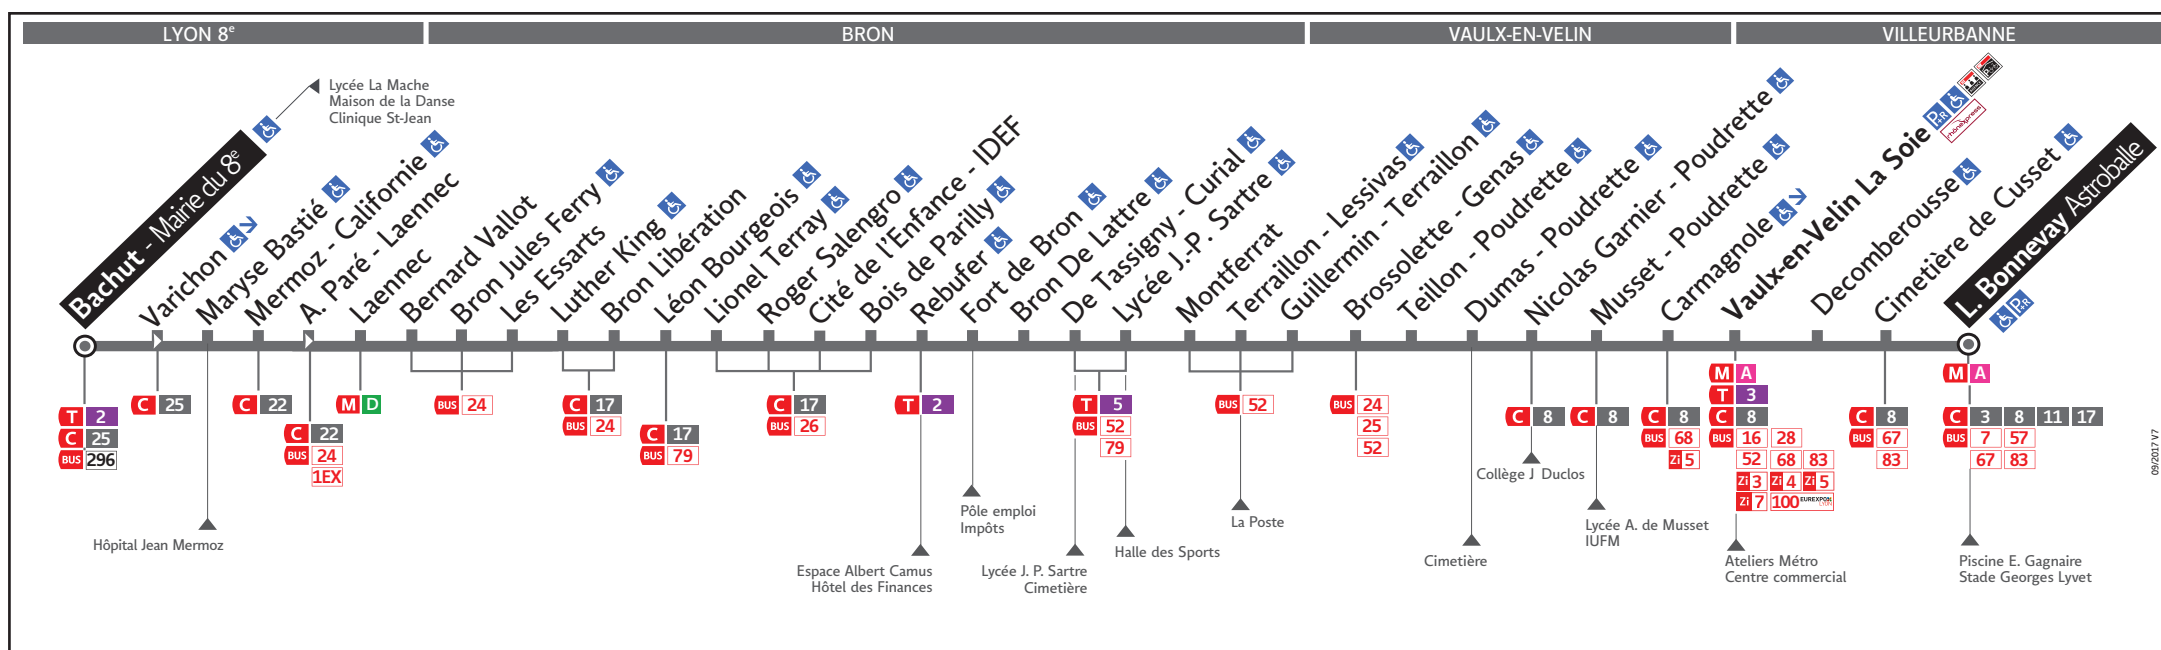 LYON 8e
BRON
VAULX-EN-VELIN
VILLEURBANNE
Lycée La Mache
Maison de la Danse
Clinique St-Jean
Bachut - Mairie du 8e
Varichon
Maryse Bastié
Mermoz - Californie
A. Paré - Laennec
Laennec
Bernard Vallot
Bron Jules Ferry
Les Essarts
Luther King
Bron Libération
Léon Bourgeois
Lionel Terray
Roger Salengro
Cité de l'Enfance - IDEF
Bois de Parilly
Rebufer
Fort de Bron
Bron De Lattre
De Tassigny - Curial
Lycée J.-P. Sartre
Montferrat
Terraillon - Lessivas
Guillermin - Terraillon
Brossolette - Genas
Teillon - Poudrette
Dumas - Poudrette
Nicolas Garnier - Poudrette
Musset - Poudrette
Carmagnole
Vaulx-en-Velin La Soie P+R
rhônexpress
Decomberousse
Cimetière de Cusset
L. Bonnevay Astroballe
P+R
T 2
C 25
BUS 296
C 25
Hôpital Jean Mermoz
C 22
C 22
BUS 24
1EX
M D
BUS 24
C 17
BUS 24
C 17
BUS 79
C 17
BUS 26
T 2
Espace Albert Camus
Hôtel des Finances
Pôle emploi
Impôts
T 5
BUS 52
79
Lycée J. P. Sartre
Cimetière
Halle des Sports
BUS 52
La Poste
BUS 24
25
52
Cimetière
C 8
Collège J Duclos
C 8
Lycée A. de Musset
IUFM
C 8
BUS 68
Zi 5
M A
T 3
C 8
BUS 16 28
52 68 83
Zi 3 Zi 4 Zi 5
Zi 7 100 EUREXPO LYON
Ateliers Métro
Centre commercial
C 8
BUS 67
83
M A
C 3 8 11 17
BUS 7 57
67 83
Piscine E. Gagnaire
Stade Georges Lyvet
09/2017 V7